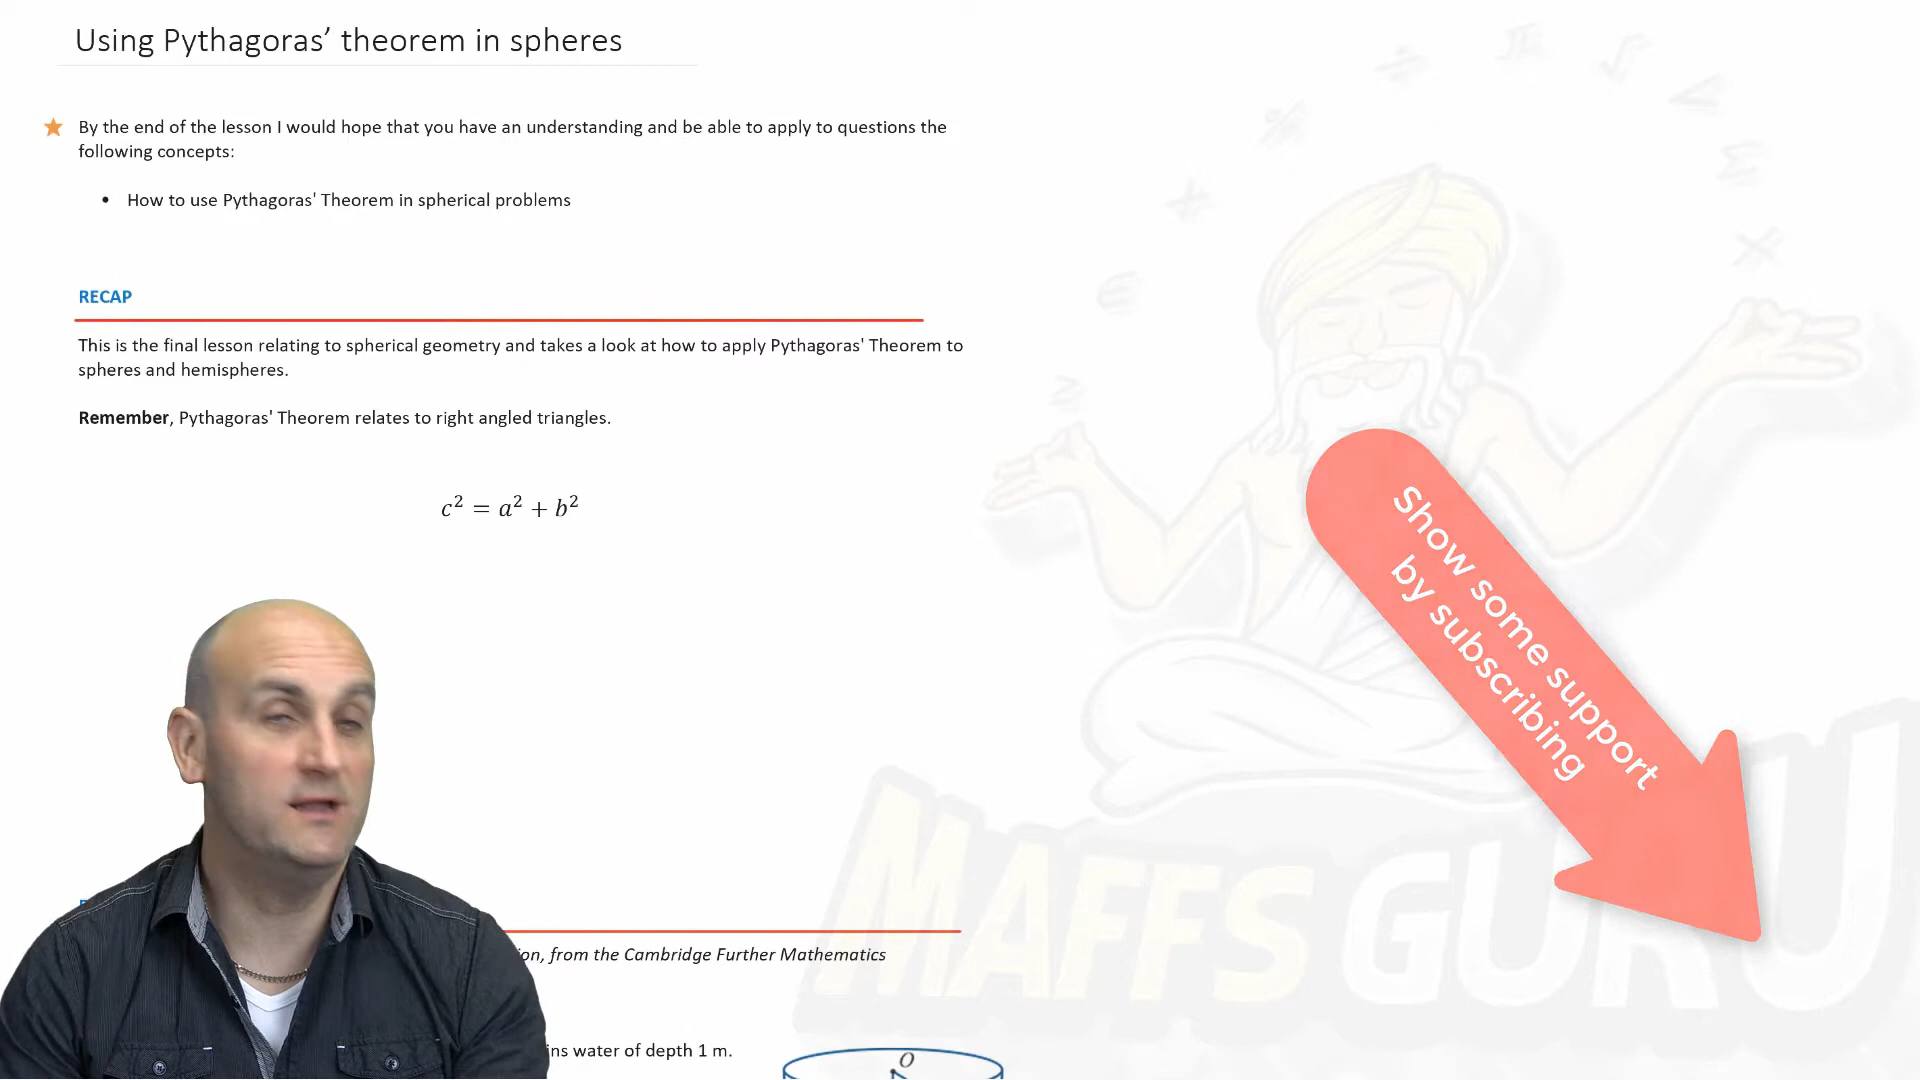 Using Pythagoras’ theorem in spheres
By the end of the lesson I would hope that you have an understanding and be able to apply to questions the
following concepts:
• How to use Pythagoras' Theorem in spherical problems
RECAP
This is the final lesson relating to spherical geometry and takes a look at how to apply Pythagoras' Theorem to
spheres and hemispheres.
Remember, Pythagoras' Theorem relates to right angled triangles.
c² = a² + b²
Show some support
by subscribing
MAFFS GURU
from the Cambridge Further Mathematics
water of depth 1 m.
O